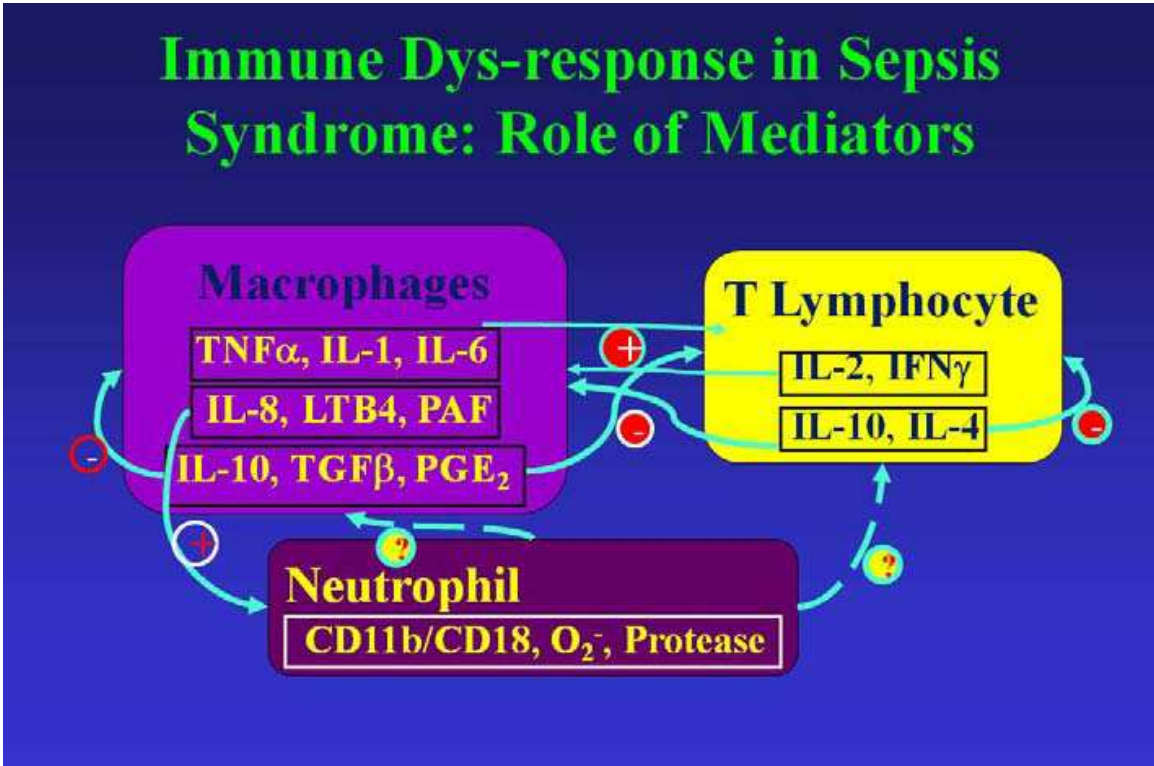 Immune Dys-response in Sepsis
Syndrome: Role of Mediators
Macrophages
TNFα, IL-1, IL-6
IL-8, LTB4, PAF
IL-10, TGFβ, PGE₂
+
-
-
+
T Lymphocyte
IL-2, IFNγ
IL-10, IL-4
-
?
?
Neutrophil
CD11b/CD18, O₂⁻, Protease